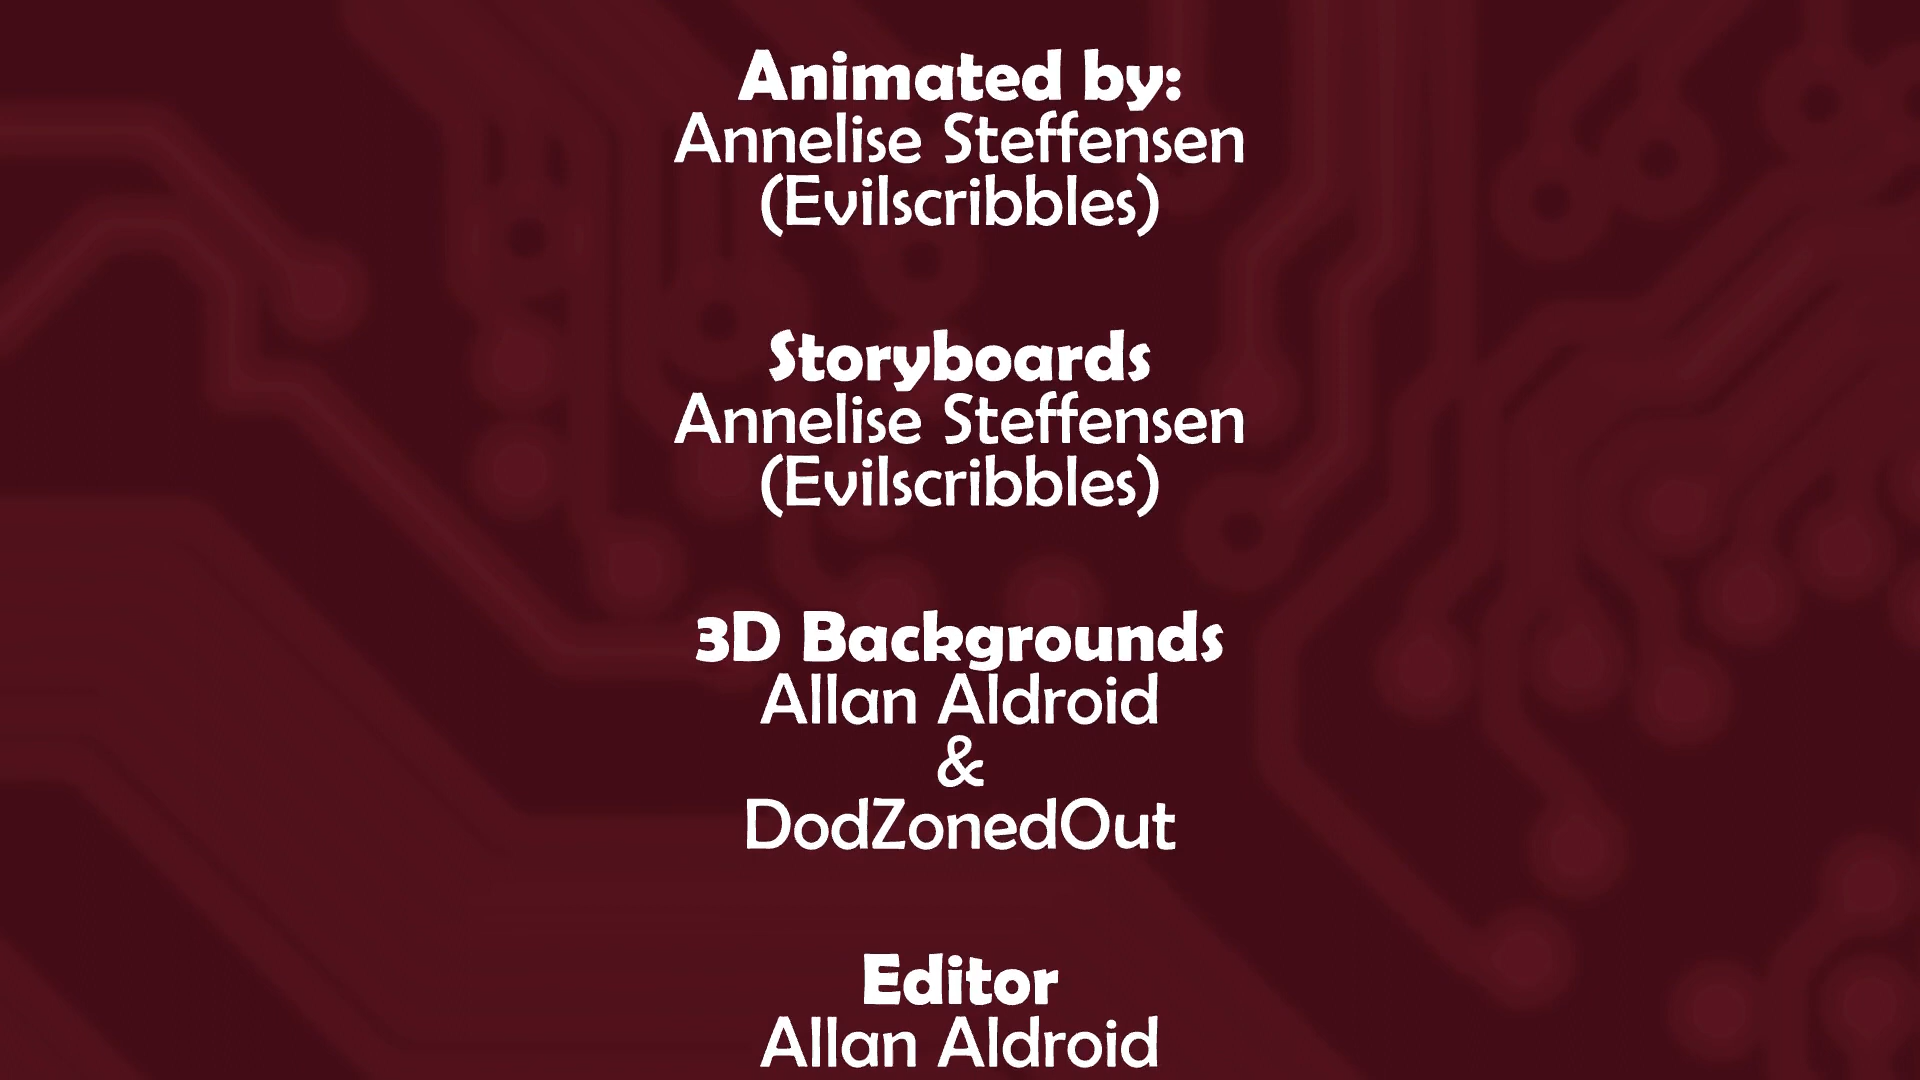 Animated by:
Annelise Steffensen
(Evilscribbles)
Storyboards
Annelise Steffensen
(Evilscribbles)
3D Backgrounds
Allan Aldroid
&
DodZonedOut
Editor
Allan Aldroid